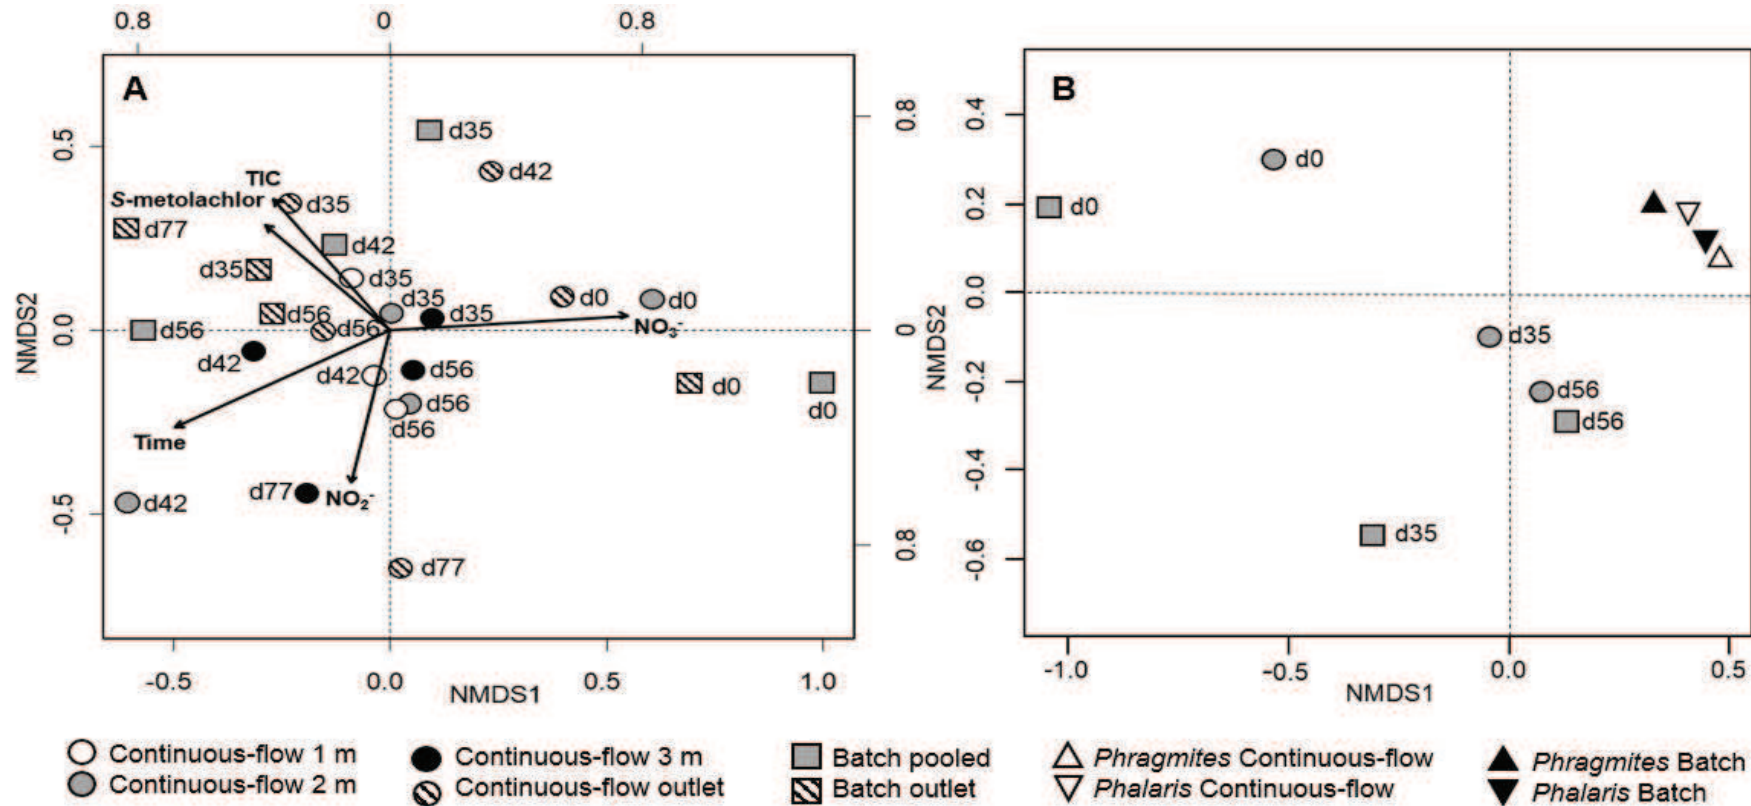 0.8 0 0.8
A
B
0.5
0.0
-0.5
NMDS2
0.8
0
0.8
TIC
S-metolachlor
Time
NO₂⁻
NO₃⁻
d35
d42
d35
d77
d42
d35
d35
d35
d56
d56
d56
d35
d0
d0
d42
d42
d56
d56
d56
d0
d0
d77
d42
d77
-0.5 0.0 0.5 1.0
NMDS1
0.4
0.2
0.0
-0.2
-0.4
-0.6
NMDS2
d0
d0
d35
d56
d56
d35
-1.0 -0.5 0.0 0.5
NMDS1
Continuous-flow 1 m
Continuous-flow 2 m
Continuous-flow 3 m
Continuous-flow outlet
Batch pooled
Batch outlet
Phragmites Continuous-flow
Phalaris Continuous-flow
Phragmites Batch
Phalaris Batch